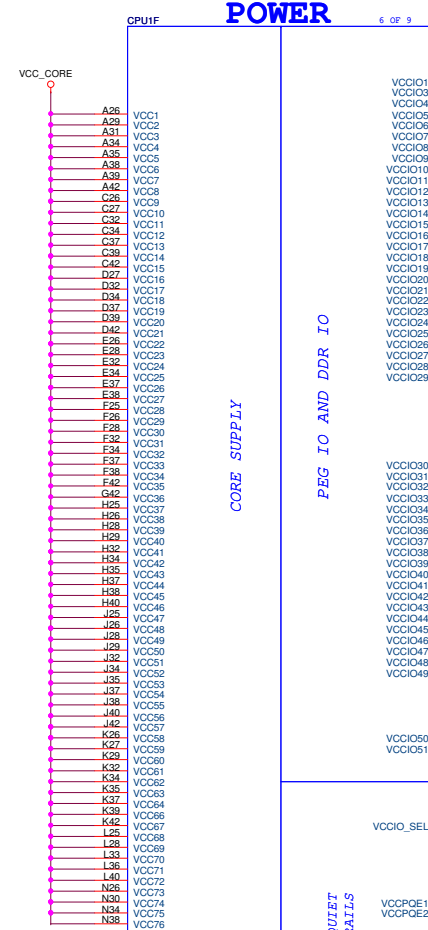 POWER
CPU1F
6 OF 9
VCC_CORE
A26 VCC1
A29 VCC2
A31 VCC3
A34 VCC4
A35 VCC5
A38 VCC6
A39 VCC7
A42 VCC8
C26 VCC9
C27 VCC10
C32 VCC11
C34 VCC12
C37 VCC13
C39 VCC14
C42 VCC15
D27 VCC16
D32 VCC17
D34 VCC18
D37 VCC19
D39 VCC20
D42 VCC21
E26 VCC22
E28 VCC23
E32 VCC24
E34 VCC25
E37 VCC26
E38 VCC27
F25 VCC28
F26 VCC29
F28 VCC30
F32 VCC31
F34 VCC32
F37 VCC33
F38 VCC34
F42 VCC35
G42 VCC36
H25 VCC37
H26 VCC38
H28 VCC39
H29 VCC40
H32 VCC41
H34 VCC42
H35 VCC43
H37 VCC44
H38 VCC45
H40 VCC46
J25 VCC47
J26 VCC48
J28 VCC49
J29 VCC50
J32 VCC51
J34 VCC52
J35 VCC53
J37 VCC54
J38 VCC55
J40 VCC56
J42 VCC57
K26 VCC58
K27 VCC59
K29 VCC60
K32 VCC61
K34 VCC62
K35 VCC63
K37 VCC64
K39 VCC66
K42 VCC67
L25 VCC68
L28 VCC69
L33 VCC70
L36 VCC71
L40 VCC72
N26 VCC73
N30 VCC74
N34 VCC75
N38 VCC76
CORE SUPPLY
PEG IO AND DDR IO
VCCIO1
VCCIO3
VCCIO4
VCCIO5
VCCIO6
VCCIO7
VCCIO8
VCCIO9
VCCIO10
VCCIO11
VCCIO12
VCCIO13
VCCIO14
VCCIO15
VCCIO16
VCCIO17
VCCIO18
VCCIO19
VCCIO20
VCCIO21
VCCIO22
VCCIO23
VCCIO24
VCCIO25
VCCIO26
VCCIO27
VCCIO28
VCCIO29
VCCIO30
VCCIO31
VCCIO32
VCCIO33
VCCIO34
VCCIO35
VCCIO36
VCCIO37
VCCIO38
VCCIO39
VCCIO40
VCCIO41
VCCIO42
VCCIO43
VCCIO44
VCCIO45
VCCIO46
VCCIO47
VCCIO48
VCCIO49
VCCIO50
VCCIO51
VCCIO_SEL
VCCPQE1
VCCPQE2